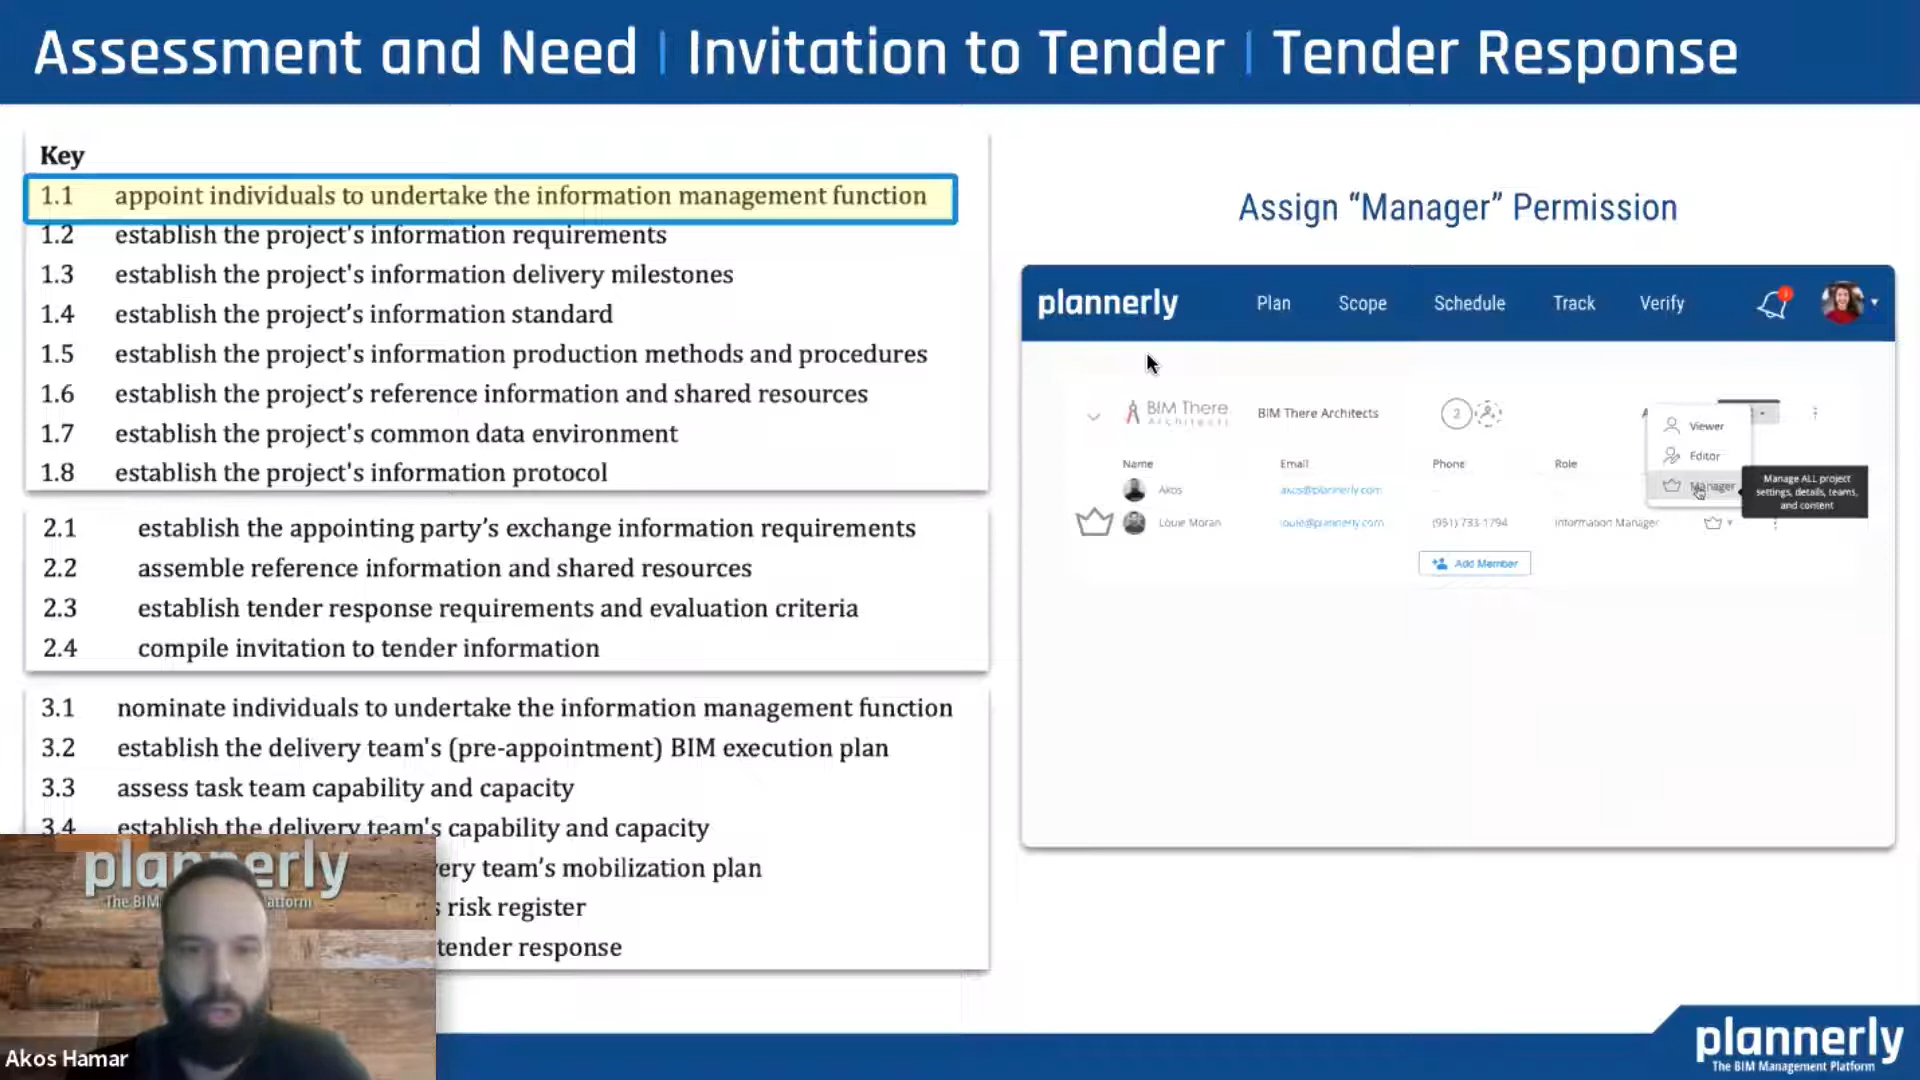 Assessment and Need | Invitation to Tender | Tender Response
Key
1.1 appoint individuals to undertake the information management function
1.2 establish the project's information requirements
1.3 establish the project's information delivery milestones
1.4 establish the project's information standard
1.5 establish the project's information production methods and procedures
1.6 establish the project's reference information and shared resources
1.7 establish the project's common data environment
1.8 establish the project's information protocol
2.1 establish the appointing party's exchange information requirements
2.2 assemble reference information and shared resources
2.3 establish tender response requirements and evaluation criteria
2.4 compile invitation to tender information
3.1 nominate individuals to undertake the information management function
3.2 establish the delivery team's (pre-appointment) BIM execution plan
3.3 assess task team capability and capacity
3.4 establish the delivery team's capability and capacity
team's mobilization plan
risk register
tender response
Assign “Manager” Permission
plannerly Plan Scope Schedule Track Verify
BIM There
Architects
BIM There Architects 2
Viewer
Editor
Manager
Manage ALL project
settings, details, teams,
and content
Name Email Phone Role
Akos akos@plannerly.com
Louie Moran louie@plannerly.com (951) 733-1794 Information Manager
Add Member
The BIM
Akos Hamar
plannerly
The BIM Management Platform